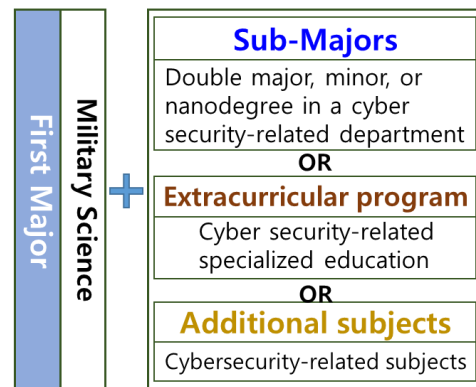 First Major
Military Science
+
Sub-Majors
Double major, minor, or
nanodegree in a cyber
security-related department
OR
Extracurricular program
Cyber security-related
specialized education
OR
Additional subjects
Cybersecurity-related subjects